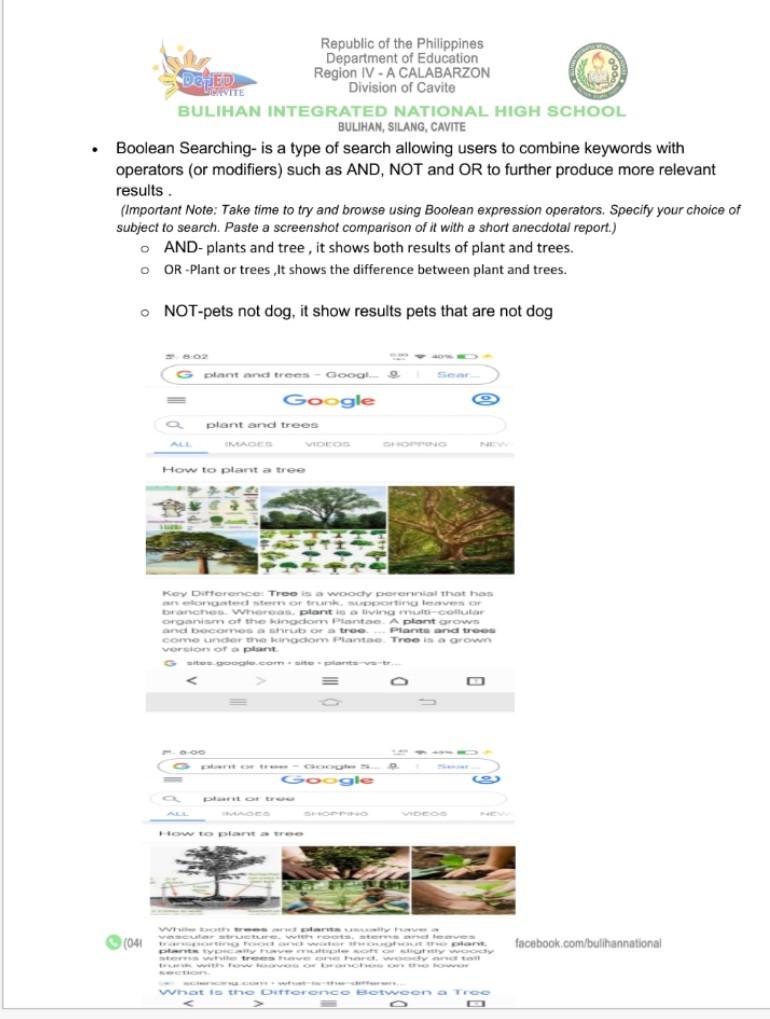 Republic of the Philippines
Department of Education
Region IV - A CALABARZON
Division of Cavite
DepED
CAVITE
BULIHAN INTEGRATED NATIONAL HIGH SCHOOL
BULIHAN, SILANG, CAVITE
• Boolean Searching- is a type of search allowing users to combine keywords with
operators (or modifiers) such as AND, NOT and OR to further produce more relevant
results .
(Important Note: Take time to try and browse using Boolean expression operators. Specify your choice of
subject to search. Paste a screenshot comparison of it with a short anecdotal report.)
o AND- plants and tree , it shows both results of plant and trees.
o OR -Plant or trees ,It shows the difference between plant and trees.
o NOT-pets not dog, it show results pets that are not dog
8:02
40%
plant and trees - Googl... Sear...
Google
plant and trees
ALL IMAGES VIDEOS SHOPPING NEW
How to plant a tree
Key Difference: Tree is a woody perennial that has
an elongated stem or trunk, supporting leaves or
branches. Whereas, plant is a living multi-cellular
organism of the kingdom Plantae. A plant grows
and becomes a shrub or a tree. ... Plants and trees
come under the kingdom Plantae. Tree is a grown
version of a plant.
sites.google.com › site › plants-vs-tr...
plant or tree - Google S... Sear...
Google
plant or tree
ALL IMAGES SHOPPING VIDEOS NEW
How to plant a tree
While both trees and plants usually have a
vascular structure, with roots, stems and leaves
(04 transporting food and water throughout the plant, facebook.com/bulihannational
plants typically have multiple soft or slightly woody
stems while trees have one hard, woody and tall
trunk with few leaves or branches on the lower
section.
sciencing.com › what-is-the-differen...
What Is the Difference Between a Tree